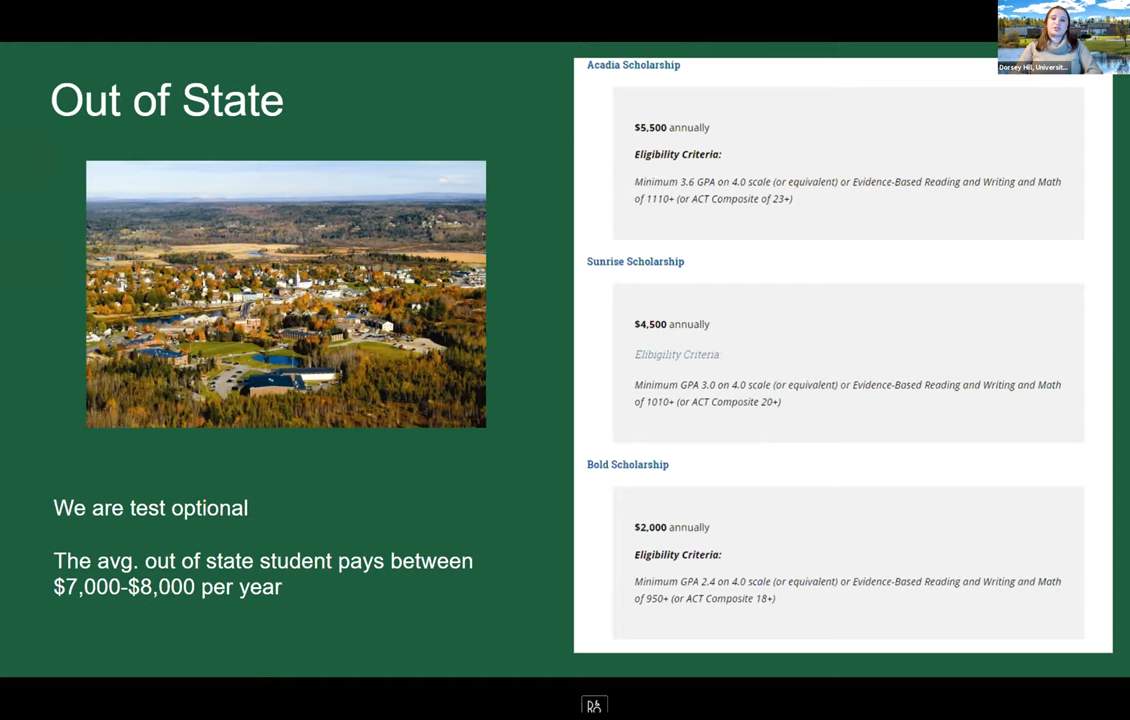 Out of State
We are test optional
The avg. out of state student pays between
$7,000-$8,000 per year
Acadia Scholarship
$5,500 annually
Eligibility Criteria:
Minimum 3.6 GPA on 4.0 scale (or equivalent) or Evidence-Based Reading and Writing and Math
of 1110+ (or ACT Composite of 23+)
Sunrise Scholarship
$4,500 annually
Elibigility Criteria:
Minimum GPA 3.0 on 4.0 scale (or equivalent) or Evidence-Based Reading and Writing and Math
of 1010+ (or ACT Composite 20+)
Bold Scholarship
$2,000 annually
Eligibility Criteria:
Minimum GPA 2.4 on 4.0 scale (or equivalent) or Evidence-Based Reading and Writing and Math
of 950+ (or ACT Composite 18+)
Dorsey Hill, Universit...